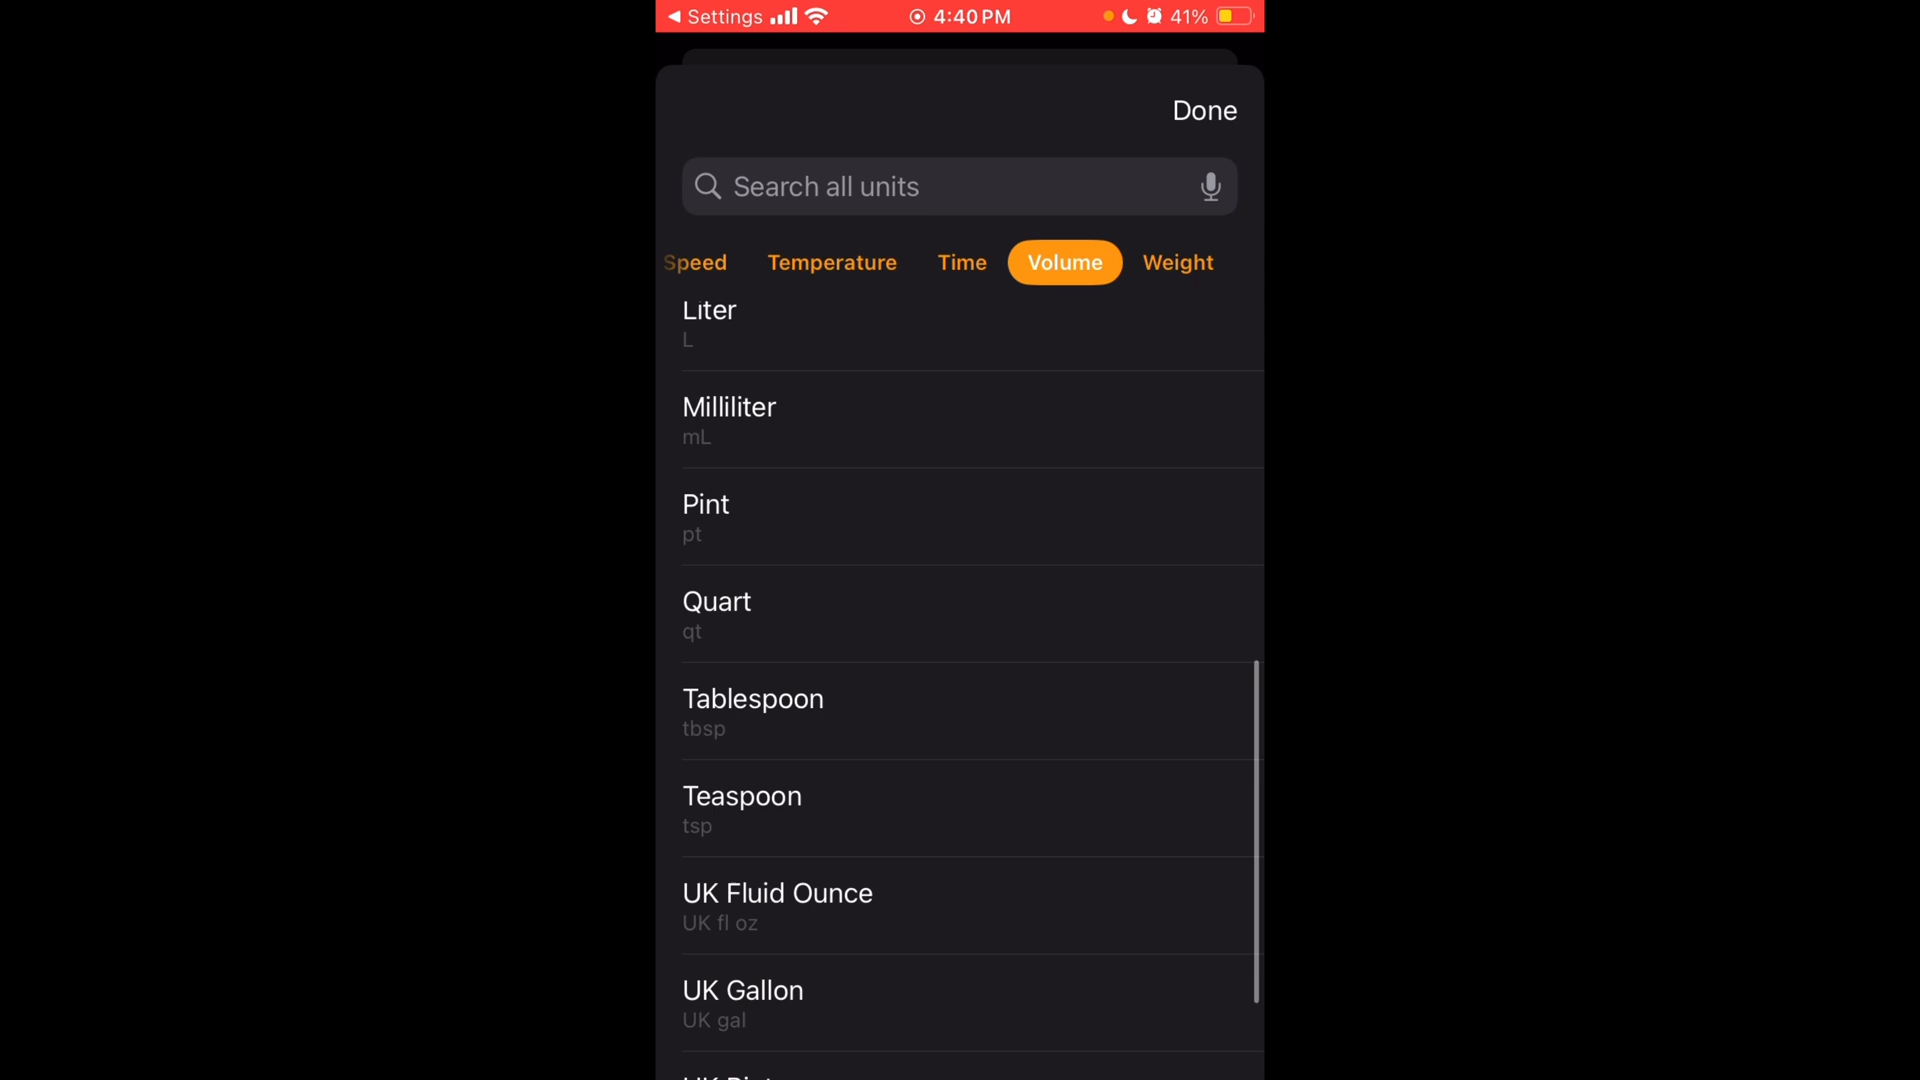 Settings 4:40 PM 41%
Done
Search all units
Speed Temperature Time Volume Weight
Liter
L
Milliliter
mL
Pint
pt
Quart
qt
Tablespoon
tbsp
Teaspoon
tsp
UK Fluid Ounce
UK fl oz
UK Gallon
UK gal